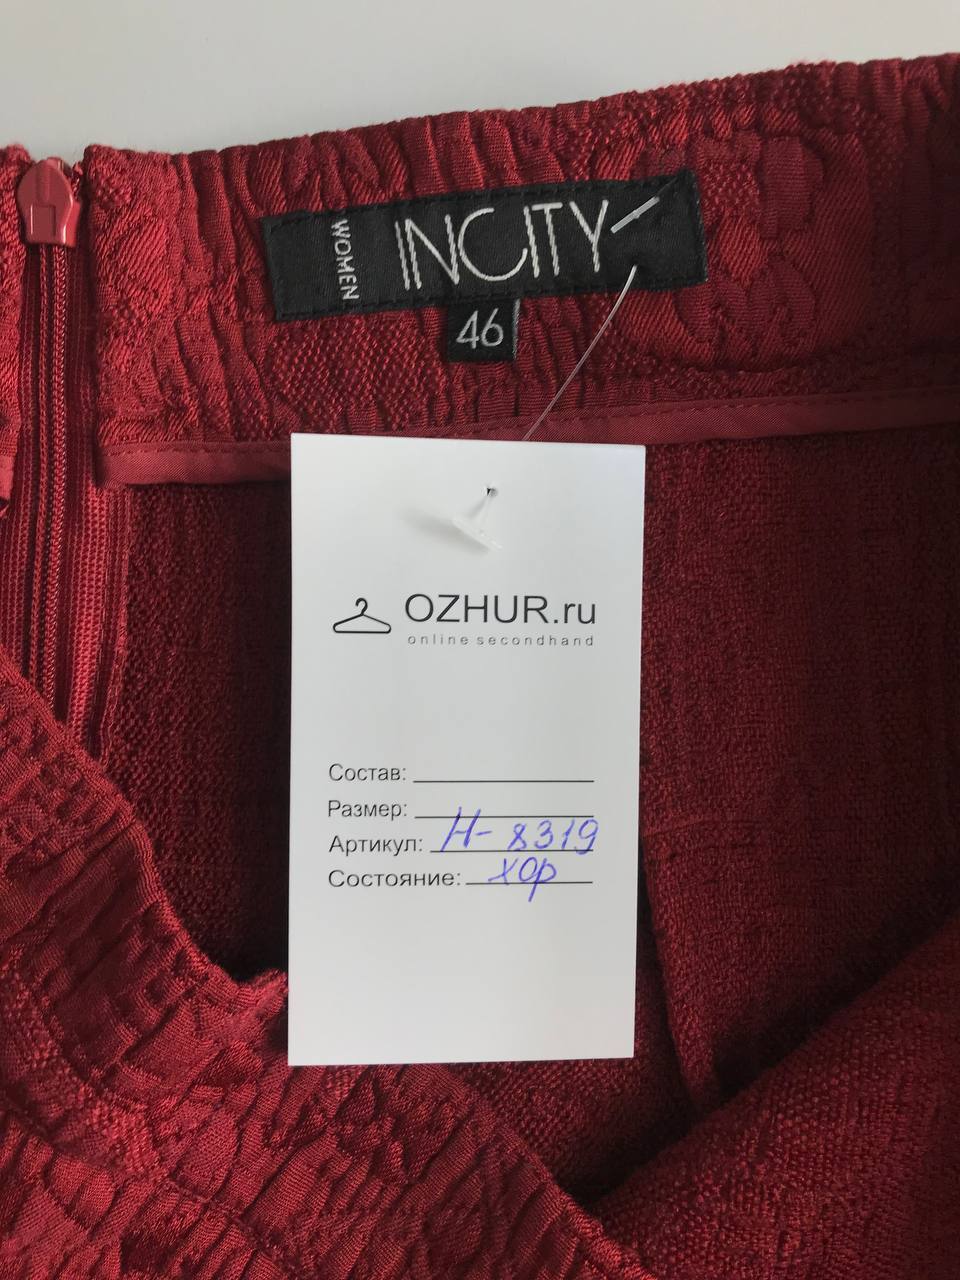 WOMEN
INCITY
46
OZHUR.ru
online secondhand
Состав:
Размер:
Артикул: Н-8319
Состояние: хор